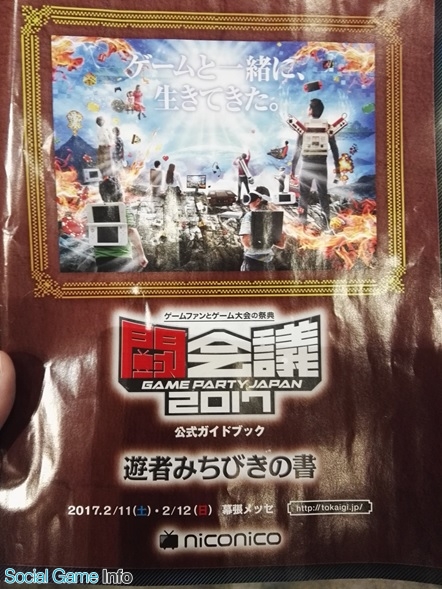 ゲームと一緒に、
生きてきた。
ゲームファンとゲーム大会の祭典
闘会議
GAME PARTY JAPAN
2017
公式ガイドブック
遊者みちびきの書
2017.2/11(土)・2/12(日) 幕張メッセ http://tokaigi.jp/
niconico
Social Game Info